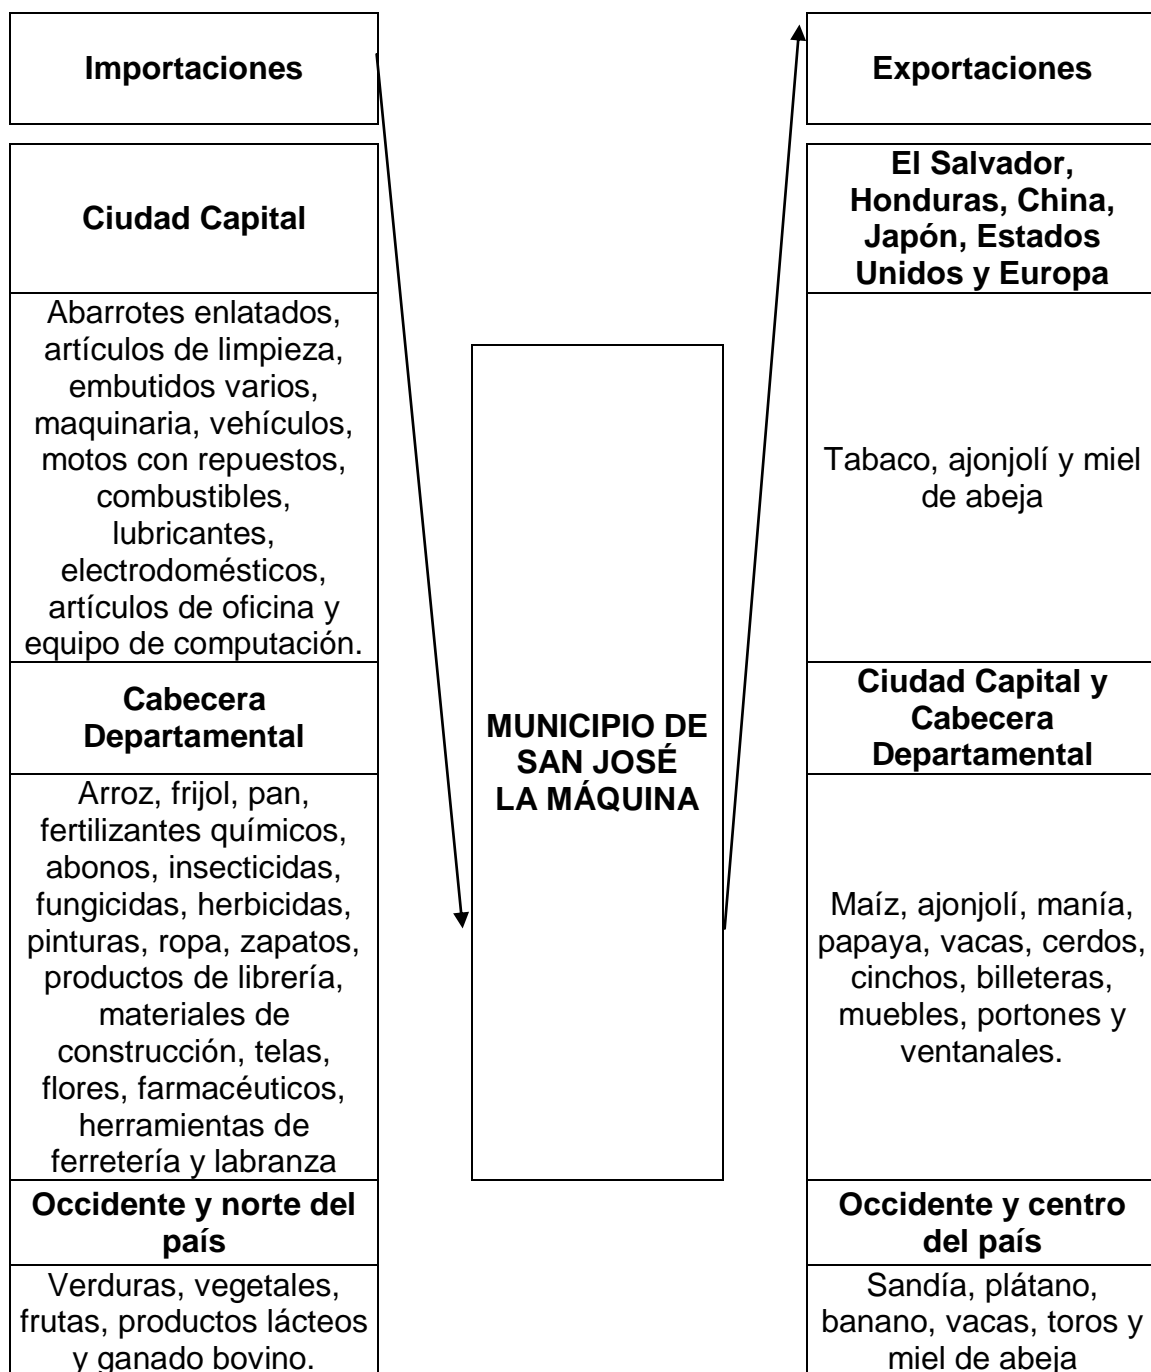 Importaciones
Ciudad Capital
Abarrotes enlatados,
artículos de limpieza,
embutidos varios,
maquinaria, vehículos,
motos con repuestos,
combustibles,
lubricantes,
electrodomésticos,
artículos de oficina y
equipo de computación.
Cabecera
Departamental
Arroz, frijol, pan,
fertilizantes químicos,
abonos, insecticidas,
fungicidas, herbicidas,
pinturas, ropa, zapatos,
productos de librería,
materiales de
construcción, telas,
flores, farmacéuticos,
herramientas de
ferretería y labranza
Occidente y norte del
país
Verduras, vegetales,
frutas, productos lácteos
y ganado bovino.
MUNICIPIO DE
SAN JOSÉ
LA MÁQUINA
Exportaciones
El Salvador,
Honduras, China,
Japón, Estados
Unidos y Europa
Tabaco, ajonjolí y miel
de abeja
Ciudad Capital y
Cabecera
Departamental
Maíz, ajonjolí, manía,
papaya, vacas, cerdos,
cinchos, billeteras,
muebles, portones y
ventanales.
Occidente y centro
del país
Sandía, plátano,
banano, vacas, toros y
miel de abeja